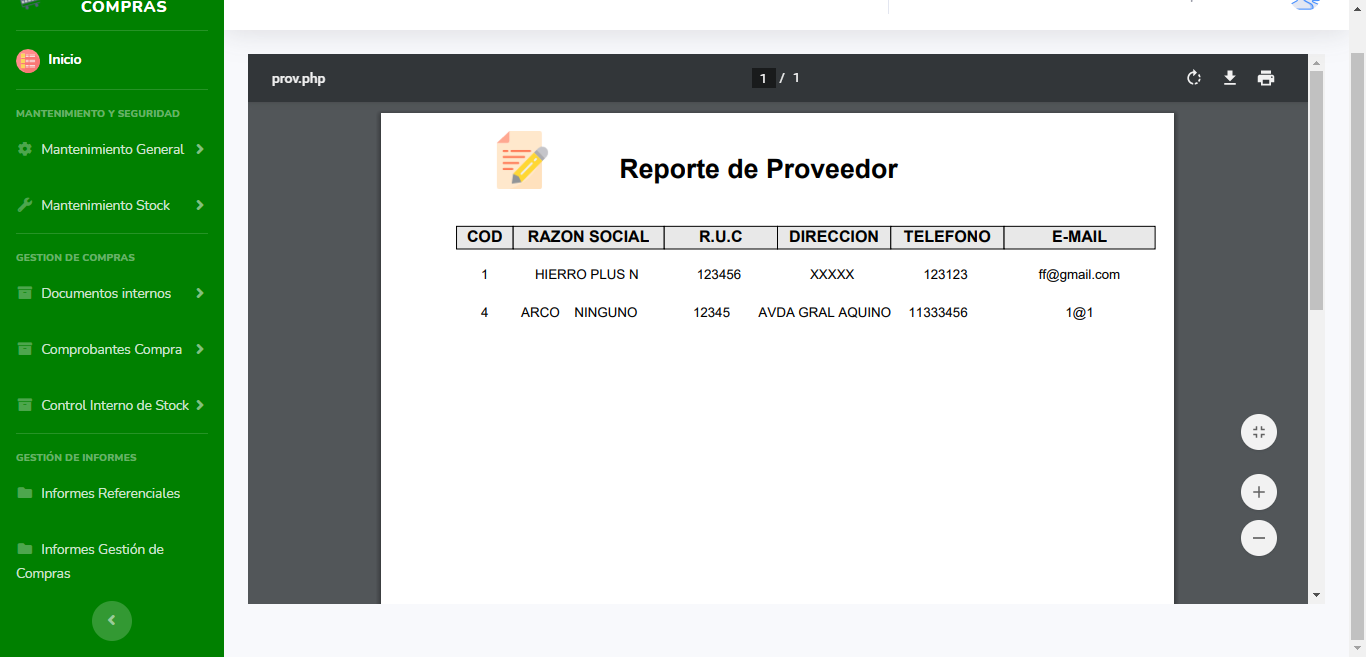 COMPRAS
Inicio
MANTENIMIENTO Y SEGURIDAD
Mantenimiento General
Mantenimiento Stock
GESTION DE COMPRAS
Documentos internos
Comprobantes Compra
Control Interno de Stock
GESTIÓN DE INFORMES
Informes Referenciales
Informes Gestión de
Compras
prov.php
1 / 1
Reporte de Proveedor
COD RAZON SOCIAL R.U.C DIRECCION TELEFONO E-MAIL
1 HIERRO PLUS N 123456 XXXXX 123123 ff@gmail.com
4 ARCO NINGUNO 12345 AVDA GRAL AQUINO 11333456 1@1